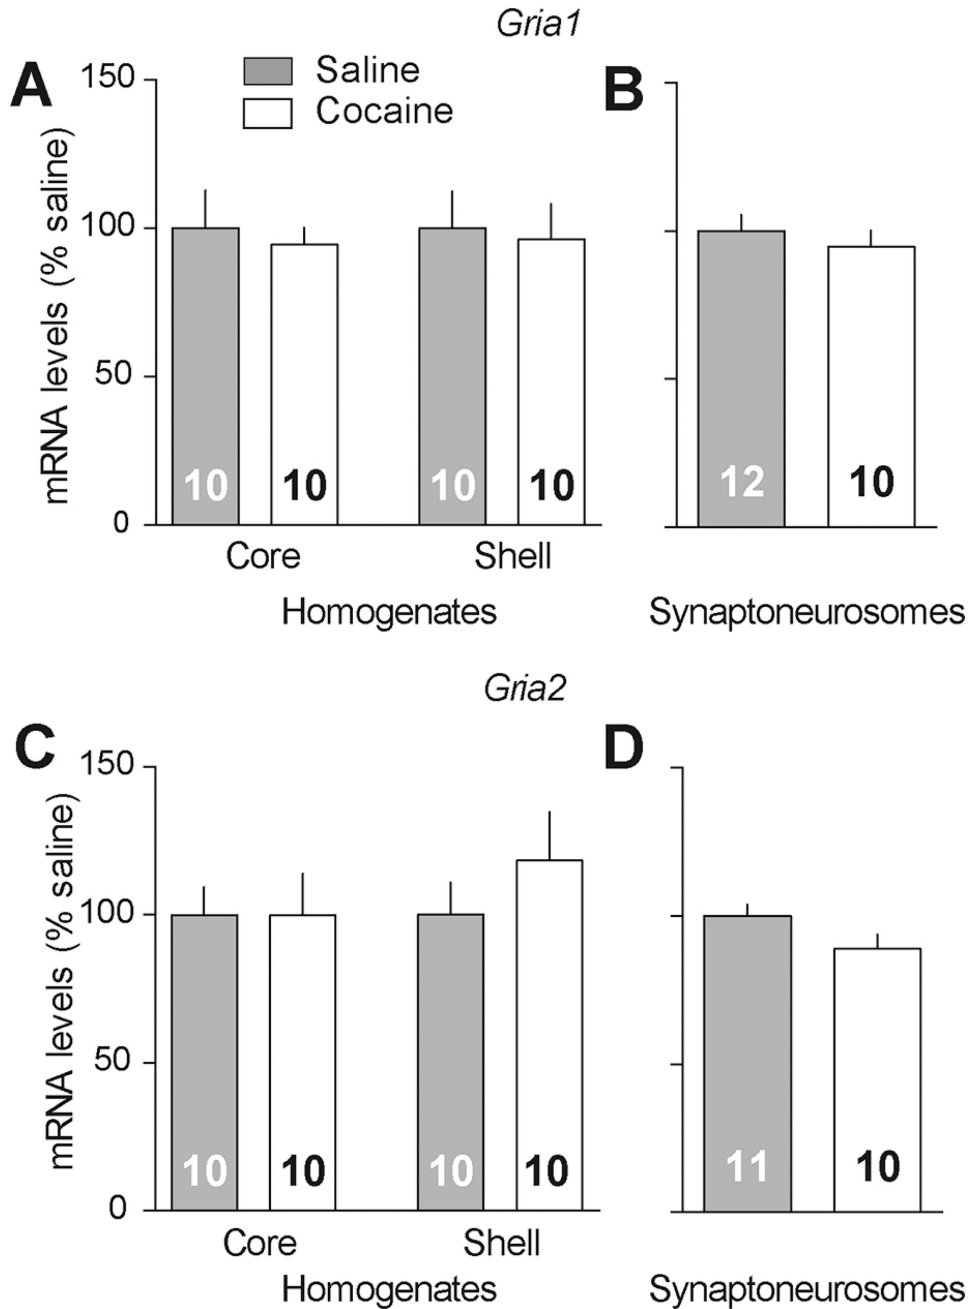 Gria1
A
B
Saline
Cocaine
mRNA levels (% saline)
150
100
50
0
10
10
10
10
12
10
Core
Shell
Homogenates
Synaptoneurosomes
Gria2
C
D
mRNA levels (% saline)
150
100
50
0
10
10
10
10
11
10
Core
Shell
Homogenates
Synaptoneurosomes